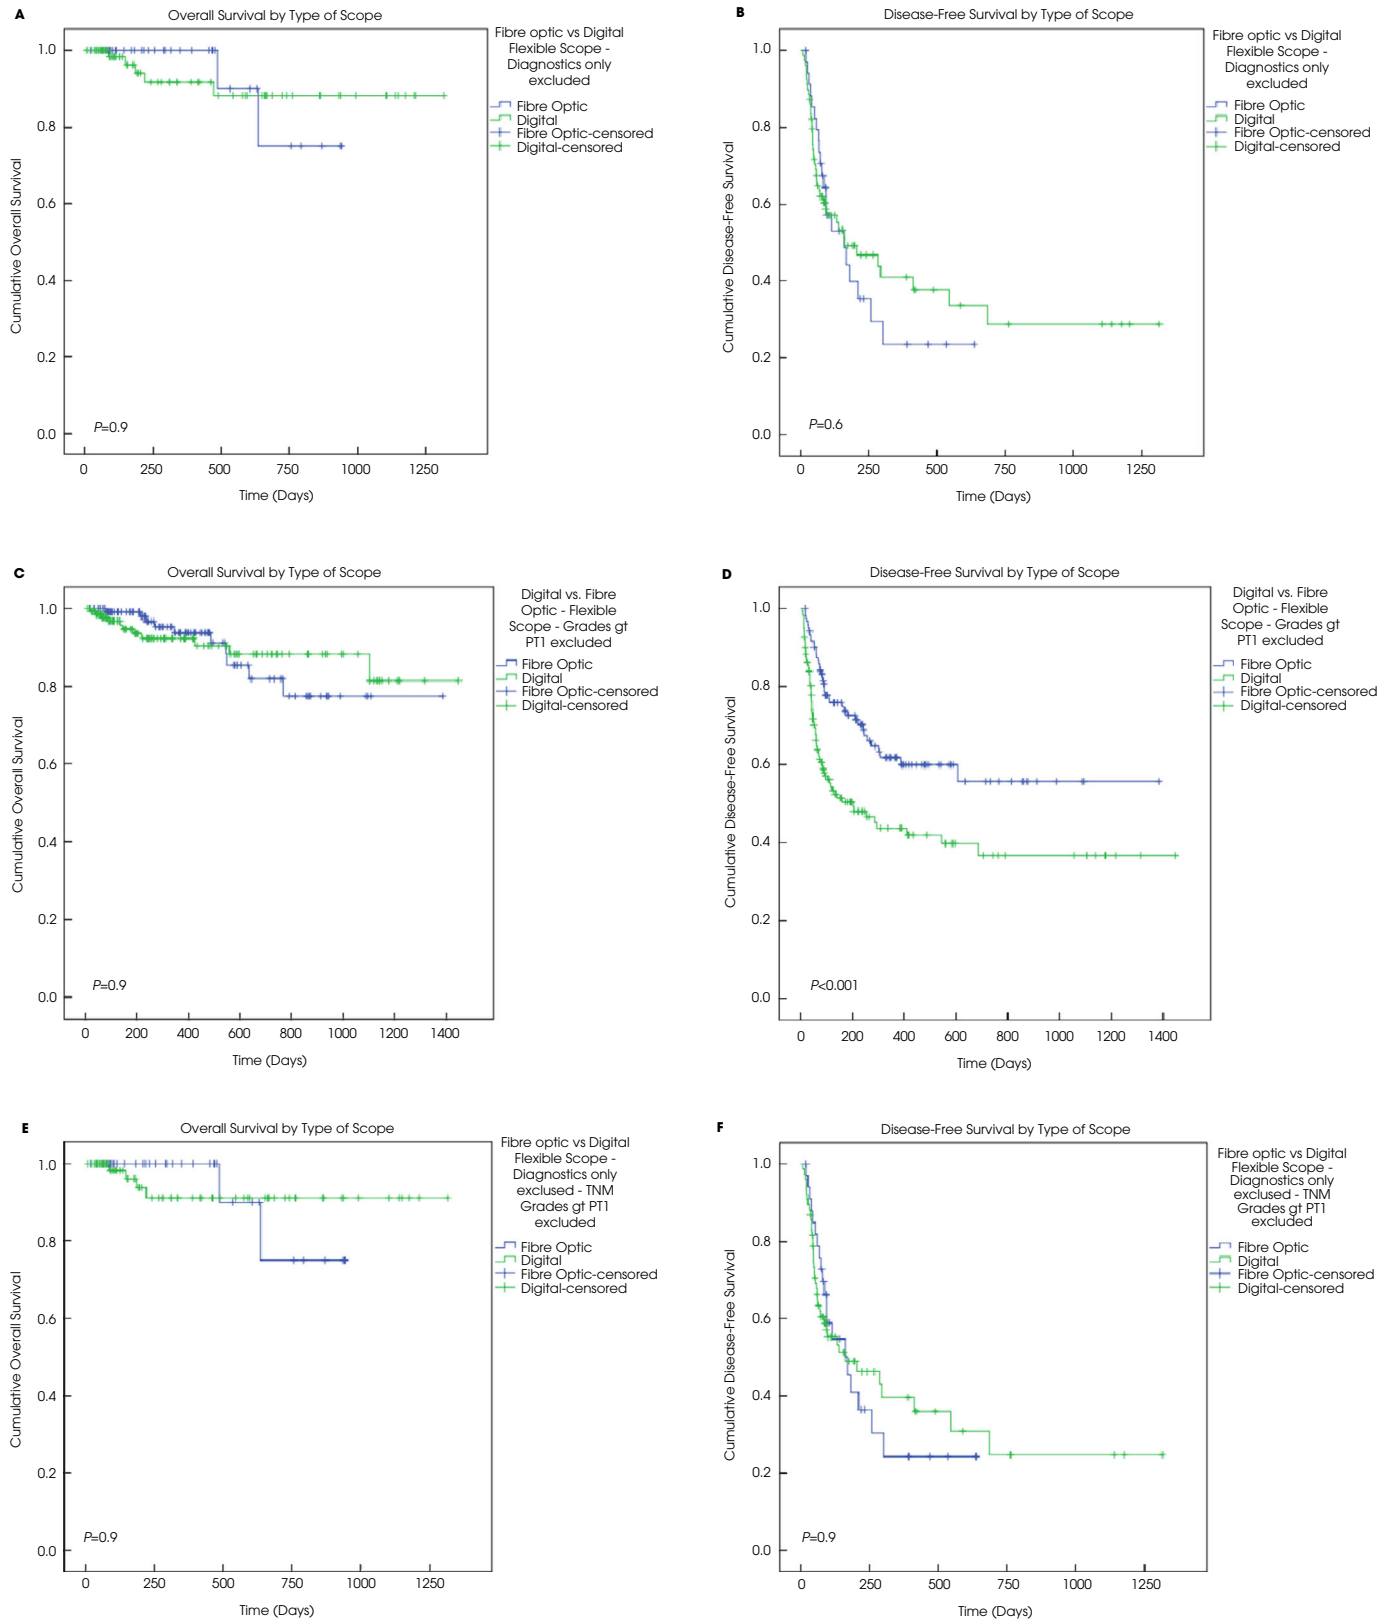 A
Overall Survival by Type of Scope
Cumulative Overall Survival
1.0
0.8
0.6
0.4
0.2
0.0
P=0.9
0 250 500 750 1000 1250
Time (Days)
Fibre optic vs Digital
Flexible Scope -
Diagnostics only
excluded
Fibre Optic
Digital
Fibre Optic-censored
Digital-censored
B
Disease-Free Survival by Type of Scope
Cumulative Disease-Free Survival
1.0
0.8
0.6
0.4
0.2
0.0
P=0.6
0 250 500 750 1000 1250
Time (Days)
Fibre optic vs Digital
Flexible Scope -
Diagnostics only
excluded
Fibre Optic
Digital
Fibre Optic-censored
Digital-censored
C
Overall Survival by Type of Scope
Cumulative Overall Survival
1.0
0.8
0.6
0.4
0.2
0.0
P=0.9
0 200 400 600 800 1000 1200 1400
Time (Days)
Digital vs. Fibre
Optic - Flexible
Scope - Grades gt
PT1 excluded
Fibre Optic
Digital
Fibre Optic-censored
Digital-censored
D
Disease-Free Survival by Type of Scope
Cumulative Disease-Free Survival
1.0
0.8
0.6
0.4
0.2
0.0
P<0.001
0 200 400 600 800 1000 1200 1400
Time (Days)
Digital vs. Fibre
Optic - Flexible
Scope - Grades gt
PT1 excluded
Fibre Optic
Digital
Fibre Optic-censored
Digital-censored
E
Overall Survival by Type of Scope
Cumulative Overall Survival
1.0
0.8
0.6
0.4
0.2
0.0
P=0.9
0 250 500 750 1000 1250
Time (Days)
Fibre optic vs Digital
Flexible Scope -
Diagnostics only
exclused - TNM
Grades gt PT1
excluded
Fibre Optic
Digital
Fibre Optic-censored
Digital-censored
F
Disease-Free Survival by Type of Scope
Cumulative Disease-Free Survival
1.0
0.8
0.6
0.4
0.2
0.0
P=0.9
0 250 500 750 1000 1250
Time (Days)
Fibre optic vs Digital
Flexible Scope -
Diagnostics only
exclused - TNM
Grades gt PT1
excluded
Fibre Optic
Digital
Fibre Optic-censored
Digital-censored